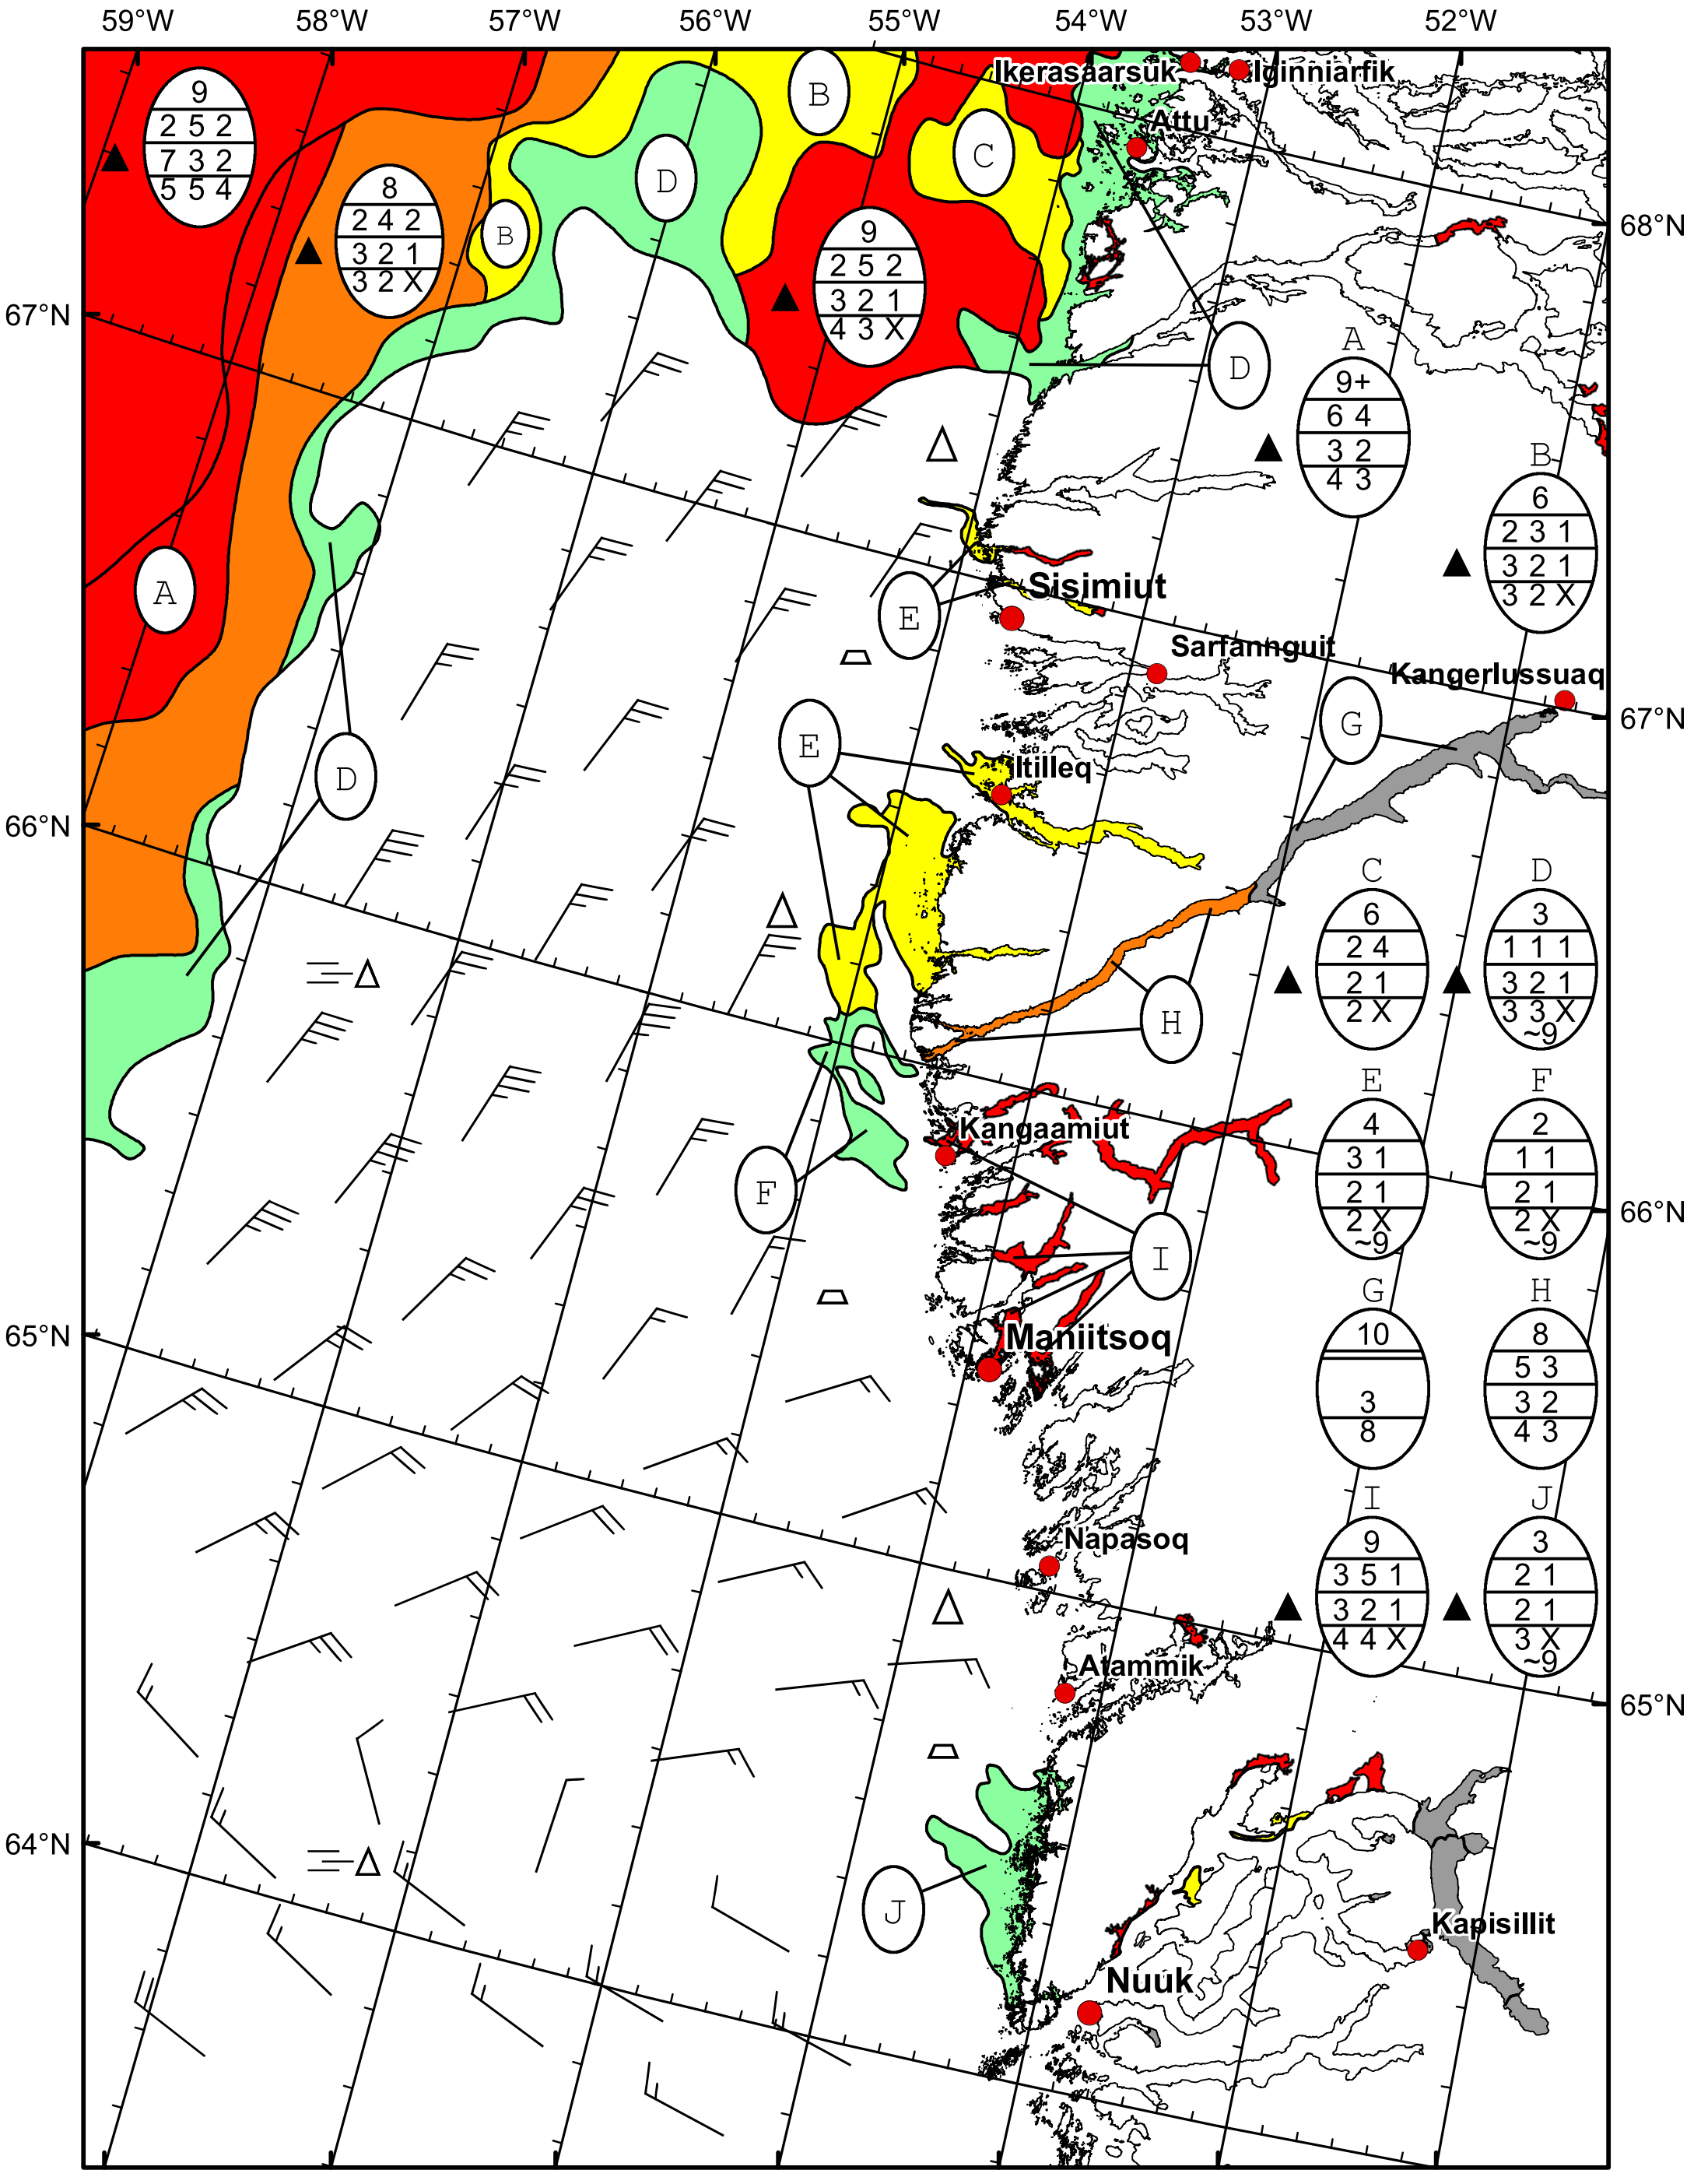 59°W 58°W 57°W 56°W 55°W 54°W 53°W 52°W
Ikerasaarsuk
Iginniarfik
Attu
9
2 5 2
7 3 2
5 5 4
8
2 4 2
3 2 1
3 2 X
B
B
C
D
9
2 5 2
3 2 1
4 3 X
68°N
67°N
D
A
9+
6 4
3 2
4 3
B
6
2 3 1
3 2 1
3 2 X
A
E
Sisimiut
Sarfannguit
Kangerlussuaq
67°N
G
E
Itilleq
D
66°N
C
6
2 4
2 1
2 X
D
3
1 1 1
3 2 1
3 3 X
~9
H
E
4
3 1
2 1
2 X
~9
F
2
1 1
2 1
2 X
~9
Kangaamiut
F
66°N
I
G
10
3
8
H
8
5 3
3 2
4 3
65°N
Maniitsoq
I
9
3 5 1
3 2 1
4 4 X
J
3
2 1
2 1
3 X
~9
Napasoq
Atammik
65°N
64°N
J
Kapisillit
Nuuk